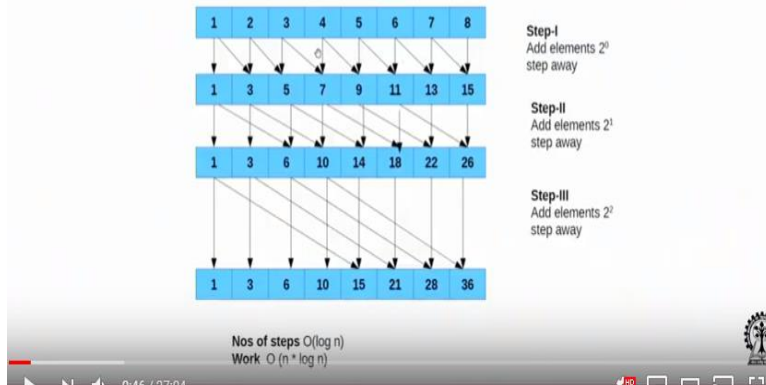 1 2 3 4 5 6 7 8
Step-I
Add elements 2⁰
step away
1 3 5 7 9 11 13 15
Step-II
Add elements 2¹
step away
1 3 6 10 14 18 22 26
Step-III
Add elements 2²
step away
1 3 6 10 15 21 28 36
Nos of steps O(log n)
Work O (n * log n)
HD